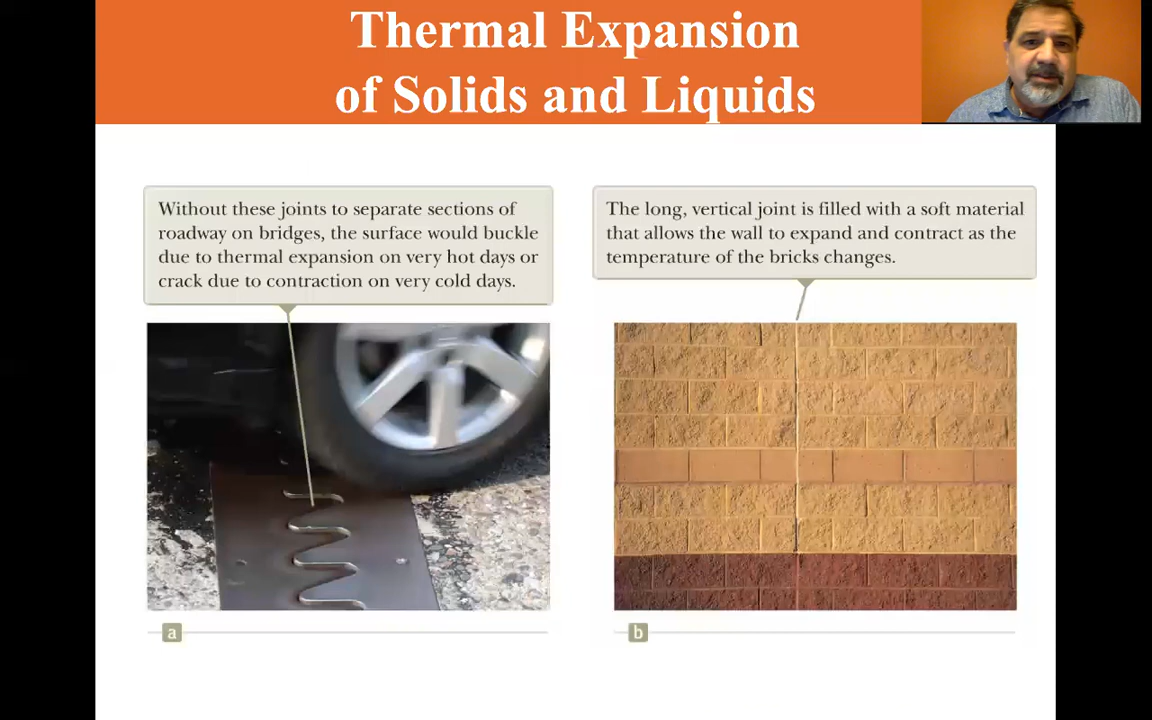 Thermal Expansion
of Solids and Liquids
Without these joints to separate sections of
roadway on bridges, the surface would buckle
due to thermal expansion on very hot days or
crack due to contraction on very cold days.
The long, vertical joint is filled with a soft material
that allows the wall to expand and contract as the
temperature of the bricks changes.
a
b